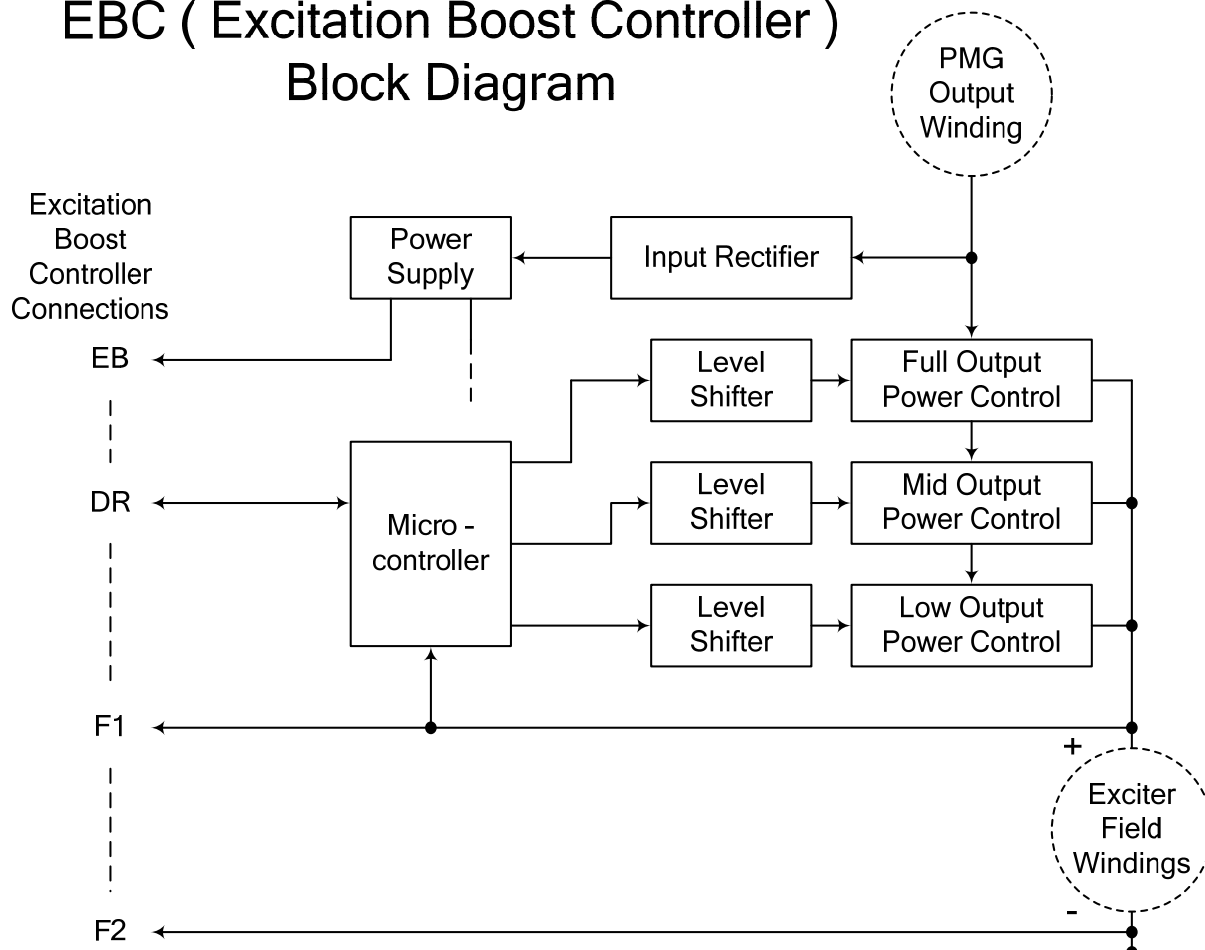 EBC ( Excitation Boost Controller )
Block Diagram
PMG
Output
Winding
Excitation
Boost
Controller
Connections
Power
Supply
Input Rectifier
EB
Level
Shifter
Full Output
Power Control
DR
Micro -
controller
Level
Shifter
Mid Output
Power Control
Level
Shifter
Low Output
Power Control
F1
+
Exciter
Field
Windings
-
F2